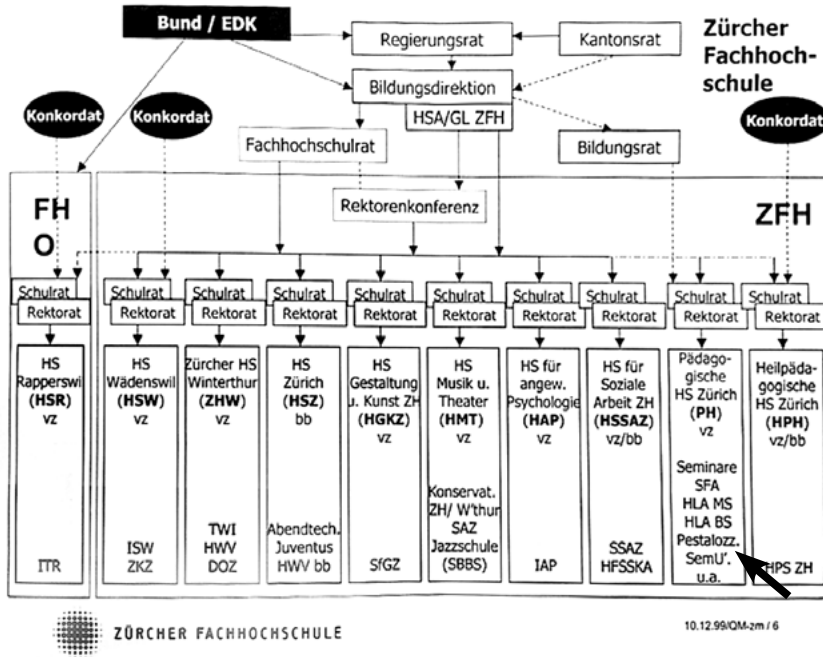 Bund / EDK
Regierungsrat
Kantonsrat
Zürcher
Fachhoch-
schule
Bildungsdirektion
HSA/GL ZFH
Konkordat
Konkordat
Konkordat
Fachhochschulrat
Bildungsrat
Rektorenkonferenz
FH
O
ZFH
Schulrat
Rektorat
Schulrat
Rektorat
Schulrat
Rektorat
Schulrat
Rektorat
Schulrat
Rektorat
Schulrat
Rektorat
Schulrat
Rektorat
Schulrat
Rektorat
Schulrat
Rektorat
Schulrat
Rektorat
HS
Rapperswi
(HSR)
vz
ITR
HS
Wädenswil
(HSW)
vz
ISW
ZKZ
Zürcher HS
Winterthur
(ZHW)
vz
TWI
HWV
DOZ
HS
Zürich
(HSZ)
bb
Abendtech.
Juventus
HWV bb
HS
Gestaltung
u. Kunst ZH
(HGKZ)
vz
SfGZ
HS
Musik u.
Theater
(HMT)
vz
Konservat.
ZH/ W'thur
SAZ
Jazzschule
(SBBS)
HS für
angew.
Psychologie
(HAP)
vz
IAP
HS für
Soziale
Arbeit ZH
(HSSAZ)
vz/bb
SSAZ
HFSSKA
Pädago-
gische
HS Zürich
(PH)
vz
Seminare
SFA
HLA MS
HLA BS
Pestalozz.
SemU'.
u.a.
Heilpäda-
gogische
HS Zürich
(HPH)
vz/bb
HPS ZH
ZÜRCHER FACHHOCHSCHULE
10.12.99/QM-zm / 6